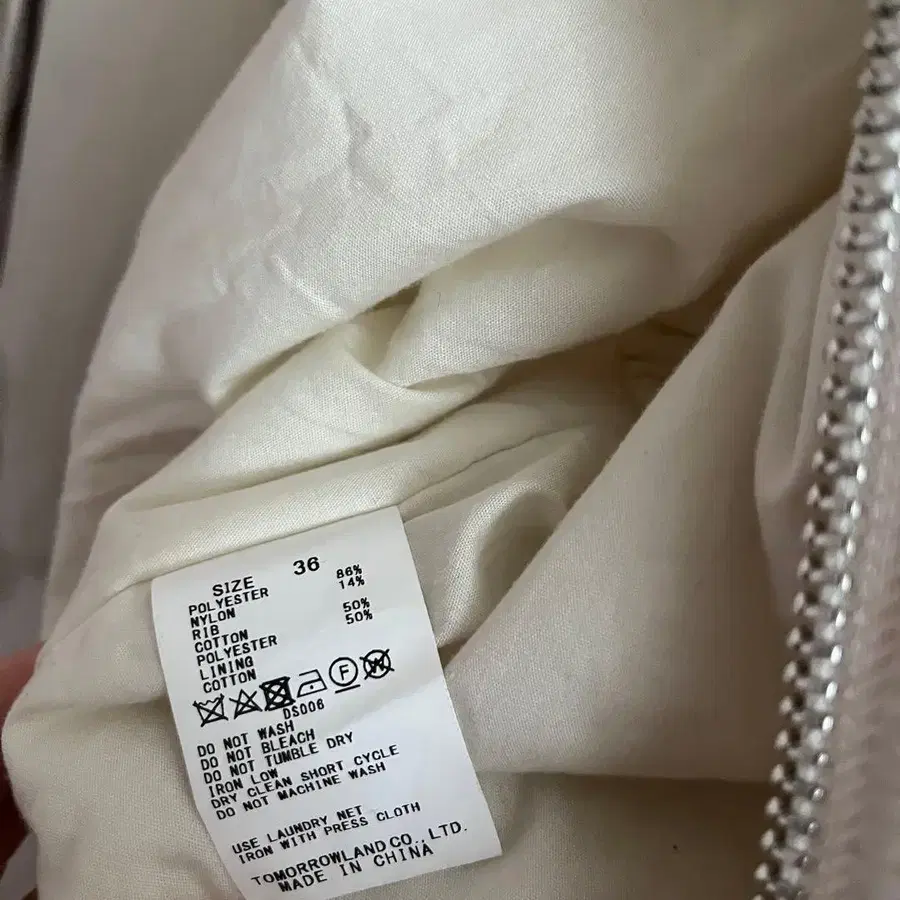 SIZE 36
POLYESTER 86%
NYLON 14%
RIB
COTTON 50%
POLYESTER 50%
LINING
COTTON
F W
DS006
DO NOT WASH
DO NOT BLEACH
DO NOT TUMBLE DRY
IRON LOW
DRY CLEAN SHORT CYCLE
DO NOT MACHINE WASH
USE LAUNDRY NET
IRON WITH PRESS CLOTH
TOMORROWLAND CO., LTD.
MADE IN CHINA